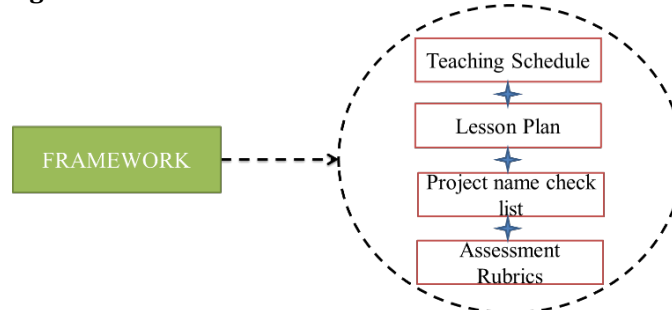 FRAMEWORK
Teaching Schedule
Lesson Plan
Project name check
list
Assessment
Rubrics